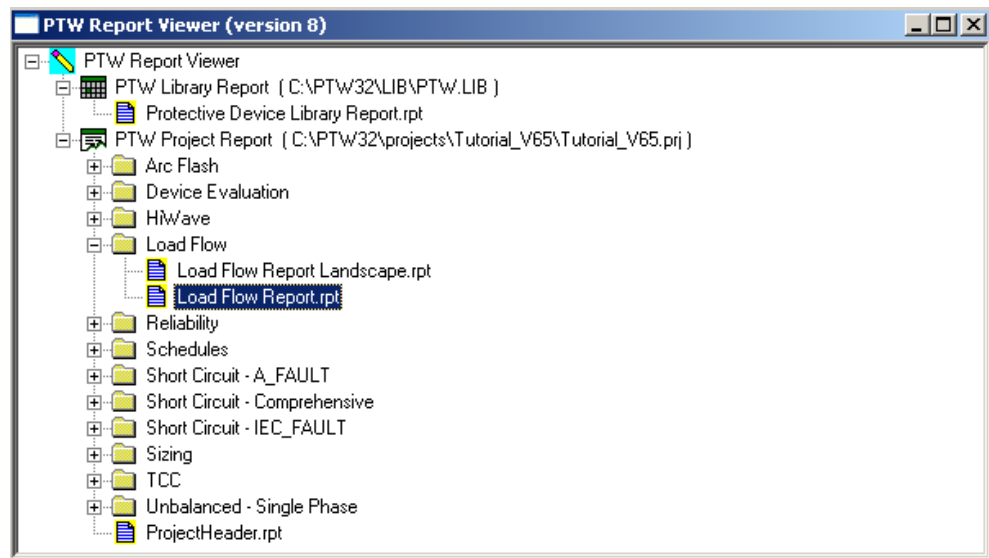 PTW Report Viewer (version 8)
PTW Report Viewer
PTW Library Report ( C:\PTW32\LIB\PTW.LIB )
Protective Device Library Report.rpt
PTW Project Report ( C:\PTW32\projects\Tutorial_V65\Tutorial_V65.prj )
Arc Flash
Device Evaluation
HiWave
Load Flow
Load Flow Report Landscape.rpt
Load Flow Report.rpt
Reliability
Schedules
Short Circuit - A_FAULT
Short Circuit - Comprehensive
Short Circuit - IEC_FAULT
Sizing
TCC
Unbalanced - Single Phase
ProjectHeader.rpt